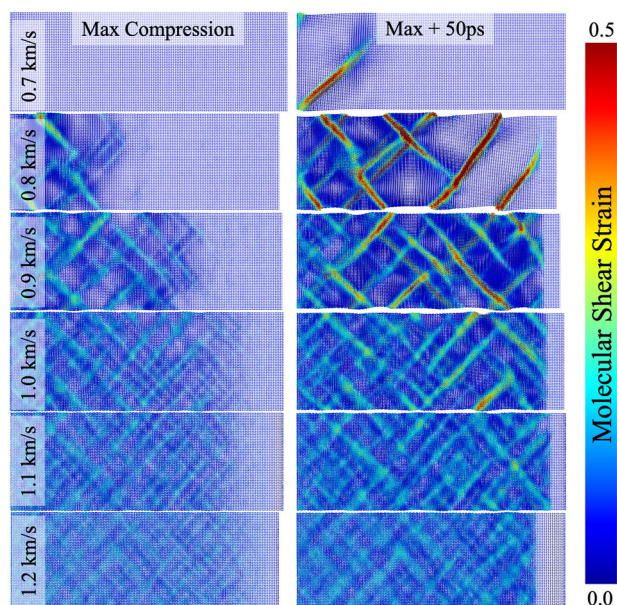 Max Compression
Max + 50ps
0.7 km/s
0.8 km/s
0.9 km/s
1.0 km/s
1.1 km/s
1.2 km/s
0.5
Molecular Shear Strain
0.0